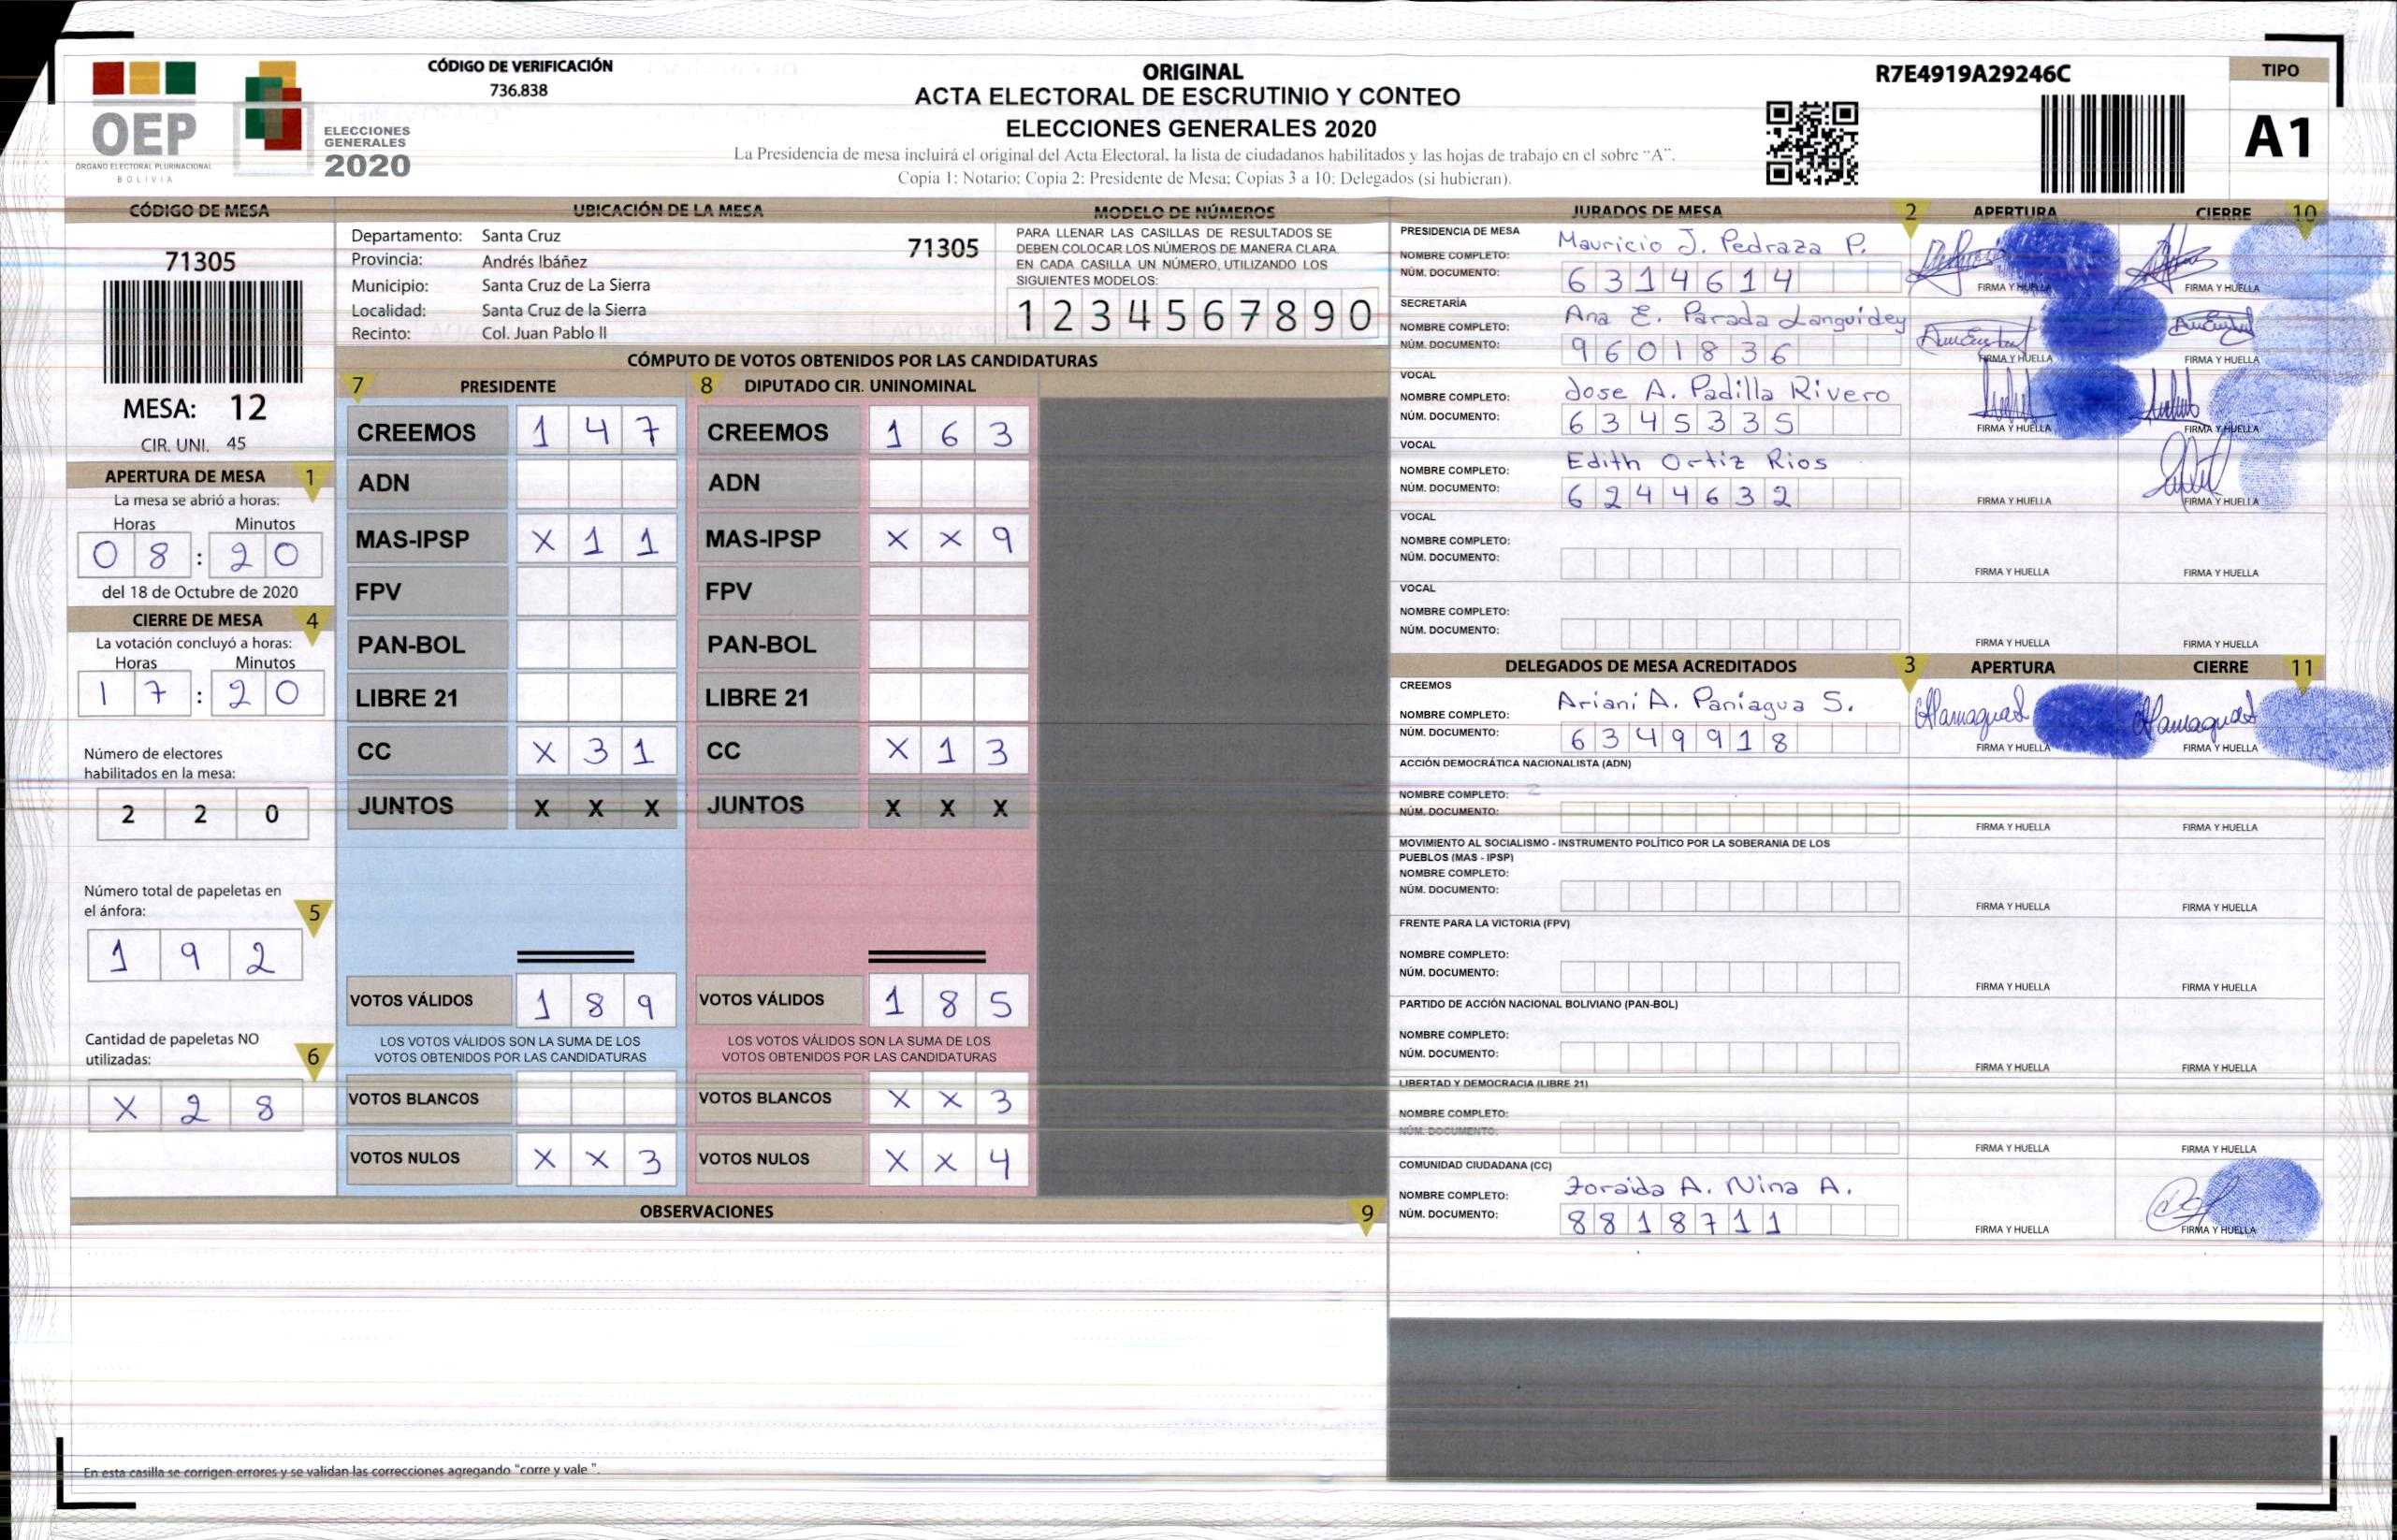 CÓDIGO DE VERIFICACIÓN
736.838
OEP
ÓRGANO ELECTORAL PLURINACIONAL
BOLIVIA
ELECCIONES
GENERALES
2020
ORIGINAL
ACTA ELECTORAL DE ESCRUTINIO Y CONTEO
ELECCIONES GENERALES 2020
La Presidencia de mesa incluirá el original del Acta Electoral, la lista de ciudadanos habilitados y las hojas de trabajo en el sobre "A".
Copia 1: Notario; Copia 2: Presidente de Mesa; Copias 3 a 10: Delegados (si hubieran).
R7E4919A29246C
TIPO
A1
CÓDIGO DE MESA
71305
MESA: 12
CIR. UNI. 45
APERTURA DE MESA 1
La mesa se abrió a horas:
Horas Minutos
08 : 20
del 18 de Octubre de 2020
CIERRE DE MESA 4
La votación concluyó a horas:
Horas Minutos
17 : 20
Número de electores
habilitados en la mesa:
2 2 0
Número total de papeletas en
el ánfora: 5
1 9 2
Cantidad de papeletas NO
utilizadas: 6
X 2 8
UBICACIÓN DE LA MESA
Departamento: Santa Cruz
Provincia: Andrés Ibáñez
Municipio: Santa Cruz de La Sierra
Localidad: Santa Cruz de la Sierra
Recinto: Col. Juan Pablo II
71305
MODELO DE NÚMEROS
PARA LLENAR LAS CASILLAS DE RESULTADOS SE
DEBEN COLOCAR LOS NÚMEROS DE MANERA CLARA.
EN CADA CASILLA UN NÚMERO, UTILIZANDO LOS
SIGUIENTES MODELOS:
1 2 3 4 5 6 7 8 9 0
CÓMPUTO DE VOTOS OBTENIDOS POR LAS CANDIDATURAS
7 PRESIDENTE
CREEMOS 1 4 7
ADN
MAS-IPSP X 1 1
FPV
PAN-BOL
LIBRE 21
CC X 3 1
JUNTOS X X X
VOTOS VÁLIDOS 1 8 9
LOS VOTOS VÁLIDOS SON LA SUMA DE LOS
VOTOS OBTENIDOS POR LAS CANDIDATURAS
VOTOS BLANCOS
VOTOS NULOS X X 3
8 DIPUTADO CIR. UNINOMINAL
CREEMOS 1 6 3
ADN
MAS-IPSP X X 9
FPV
PAN-BOL
LIBRE 21
CC X 1 3
JUNTOS X X X
VOTOS VÁLIDOS 1 8 5
LOS VOTOS VÁLIDOS SON LA SUMA DE LOS
VOTOS OBTENIDOS POR LAS CANDIDATURAS
VOTOS BLANCOS X X 3
VOTOS NULOS X X 4
OBSERVACIONES 9
En esta casilla se corrigen errores y se validan las correcciones agregando "corre y vale ".
JURADOS DE MESA 2 APERTURA CIERRE 10
PRESIDENCIA DE MESA
NOMBRE COMPLETO: Mauricio J. Pedraza P.
NÚM. DOCUMENTO: 6314614
FIRMA Y HUELLA FIRMA Y HUELLA
SECRETARÍA
NOMBRE COMPLETO: Ana E. Parada Languidey
NÚM. DOCUMENTO: 9601836
FIRMA Y HUELLA FIRMA Y HUELLA
VOCAL
NOMBRE COMPLETO: Jose A. Padilla Rivero
NÚM. DOCUMENTO: 6345335
FIRMA Y HUELLA FIRMA Y HUELLA
VOCAL
NOMBRE COMPLETO: Edith Ortiz Rios
NÚM. DOCUMENTO: 6244632
FIRMA Y HUELLA FIRMA Y HUELLA
VOCAL
NOMBRE COMPLETO:
NÚM. DOCUMENTO:
FIRMA Y HUELLA FIRMA Y HUELLA
VOCAL
NOMBRE COMPLETO:
NÚM. DOCUMENTO:
FIRMA Y HUELLA FIRMA Y HUELLA
DELEGADOS DE MESA ACREDITADOS 3 APERTURA CIERRE 11
CREEMOS
NOMBRE COMPLETO: Ariani A. Paniagua S.
NÚM. DOCUMENTO: 6349918
FIRMA Y HUELLA FIRMA Y HUELLA
ACCIÓN DEMOCRÁTICA NACIONALISTA (ADN)
NOMBRE COMPLETO:
NÚM. DOCUMENTO:
FIRMA Y HUELLA FIRMA Y HUELLA
MOVIMIENTO AL SOCIALISMO - INSTRUMENTO POLÍTICO POR LA SOBERANIA DE LOS
PUEBLOS (MAS - IPSP)
NOMBRE COMPLETO:
NÚM. DOCUMENTO:
FIRMA Y HUELLA FIRMA Y HUELLA
FRENTE PARA LA VICTORIA (FPV)
NOMBRE COMPLETO:
NÚM. DOCUMENTO:
FIRMA Y HUELLA FIRMA Y HUELLA
PARTIDO DE ACCIÓN NACIONAL BOLIVIANO (PAN-BOL)
NOMBRE COMPLETO:
NÚM. DOCUMENTO:
FIRMA Y HUELLA FIRMA Y HUELLA
LIBERTAD Y DEMOCRACIA (LIBRE 21)
NOMBRE COMPLETO:
NÚM. DOCUMENTO:
FIRMA Y HUELLA FIRMA Y HUELLA
COMUNIDAD CIUDADANA (CC)
NOMBRE COMPLETO: Zoraida A. Nina A.
NÚM. DOCUMENTO: 8818711
FIRMA Y HUELLA FIRMA Y HUELLA